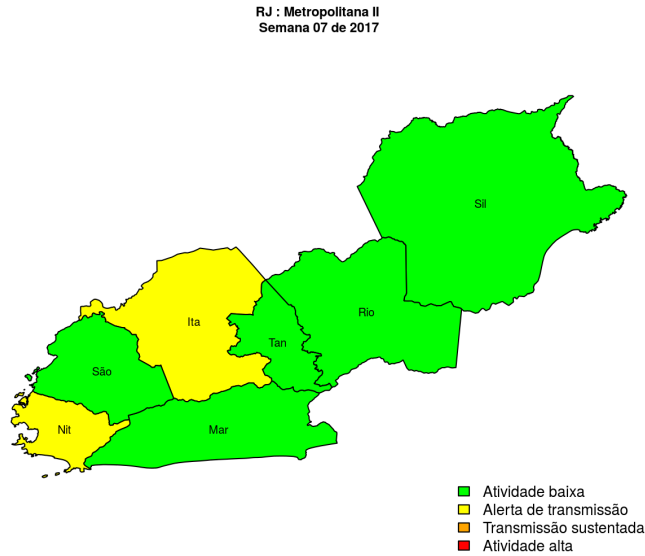 RJ : Metropolitana II
Semana 07 de 2017
Sil
Ita
Rio
Tan
São
Nit
Mar
Atividade baixa
Alerta de transmissão
Transmissão sustentada
Atividade alta